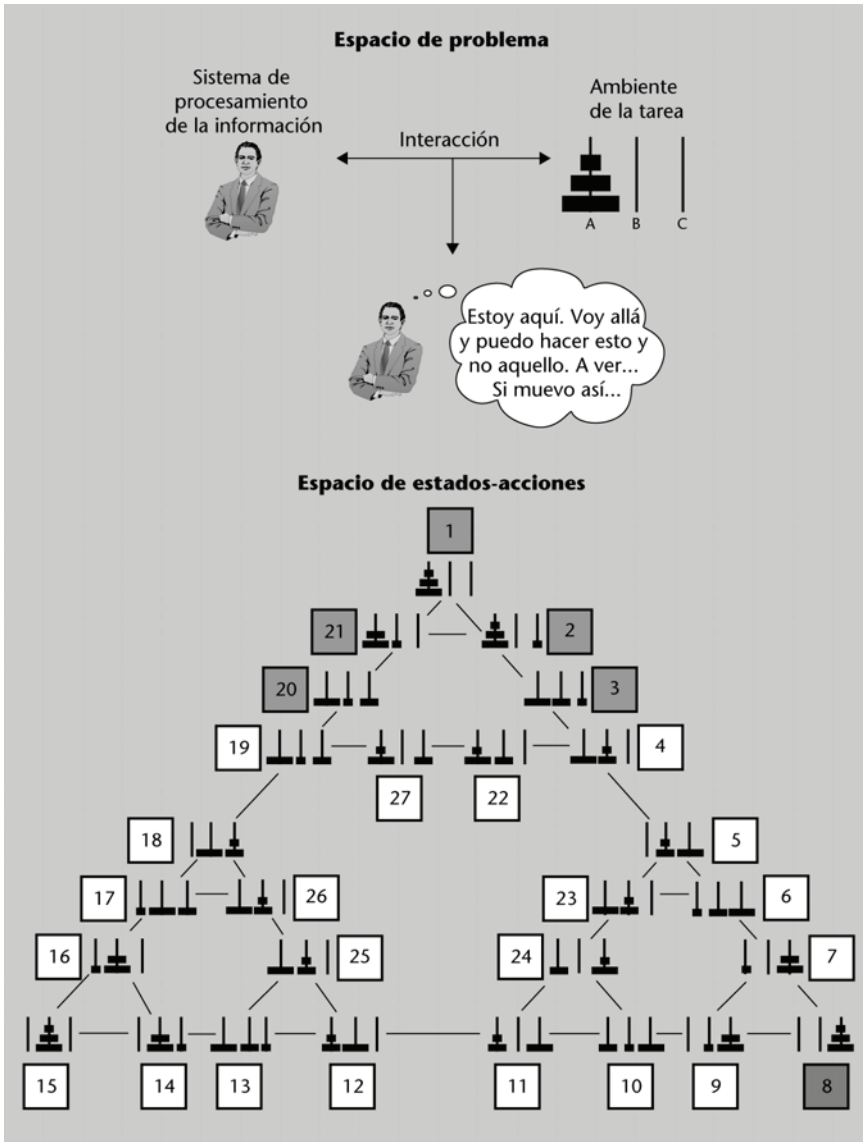 Espacio de problema
Sistema de
procesamiento
de la información
Ambiente
de la tarea
Interacción
A B C
Estoy aquí. Voy allá
y puedo hacer esto y
no aquello. A ver...
Si muevo así...
Espacio de estados-acciones
1
21 2
20 3
19 4
27 22
18 5
17 26 23 6
16 25 24 7
15 14 13 12 11 10 9 8